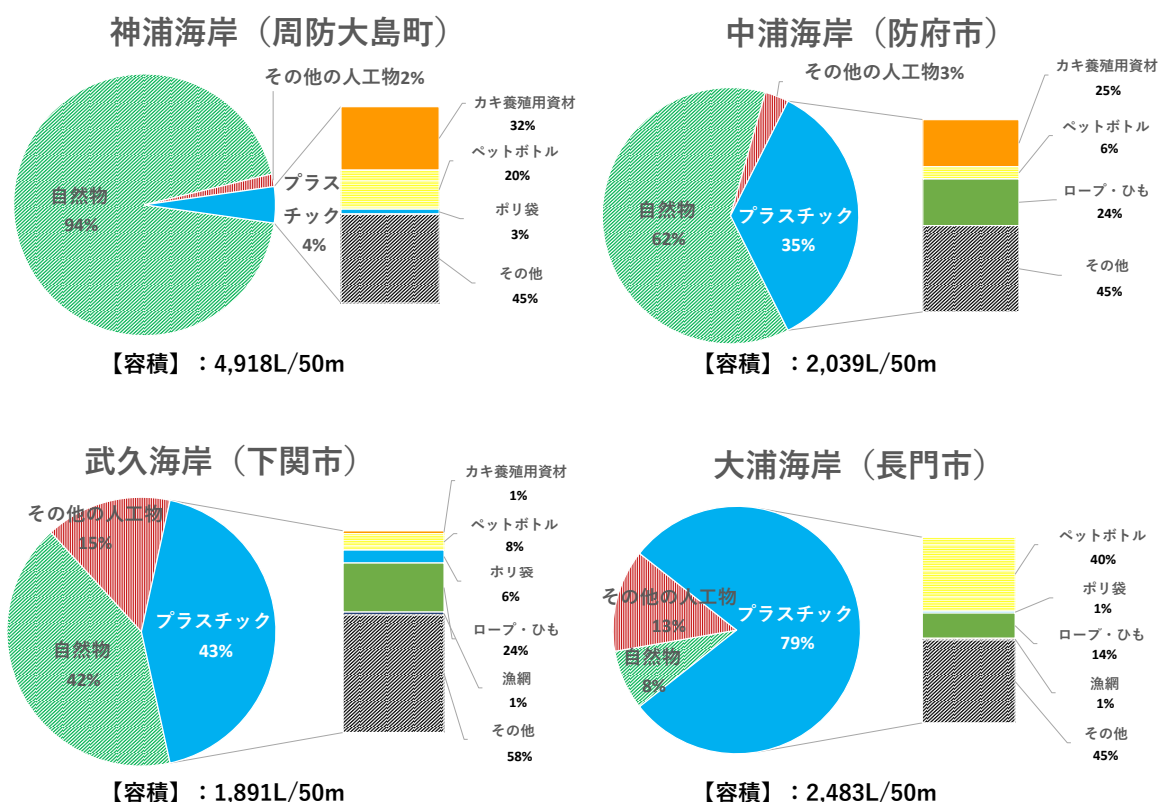 神浦海岸（周防大島町）
その他の人工物2%
自然物
94%
プラス
チック
4%
カキ養殖用資材
32%
ペットボトル
20%
ポリ袋
3%
その他
45%
【容積】：4,918L/50m
中浦海岸（防府市）
その他の人工物3%
自然物
62%
プラスチック
35%
カキ養殖用資材
25%
ペットボトル
6%
ロープ・ひも
24%
その他
45%
【容積】：2,039L/50m
武久海岸（下関市）
その他の人工物
15%
自然物
42%
プラスチック
43%
カキ養殖用資材
1%
ペットボトル
8%
ポリ袋
6%
ロープ・ひも
24%
漁網
1%
その他
58%
【容積】：1,891L/50m
大浦海岸（長門市）
その他の人工物
13%
自然物
8%
プラスチック
79%
ペットボトル
40%
ポリ袋
1%
ロープ・ひも
14%
漁網
1%
その他
45%
【容積】：2,483L/50m